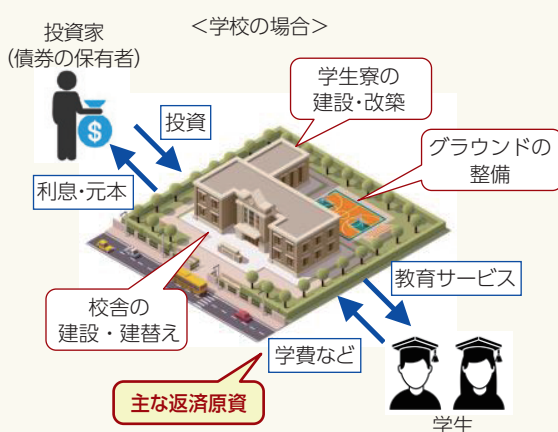 <学校の場合>
投資家
(債券の保有者)
投資
利息・元本
学生寮の
建設・改築
グラウンドの
整備
校舎の
建設・建替え
教育サービス
学費など
主な返済原資
学生